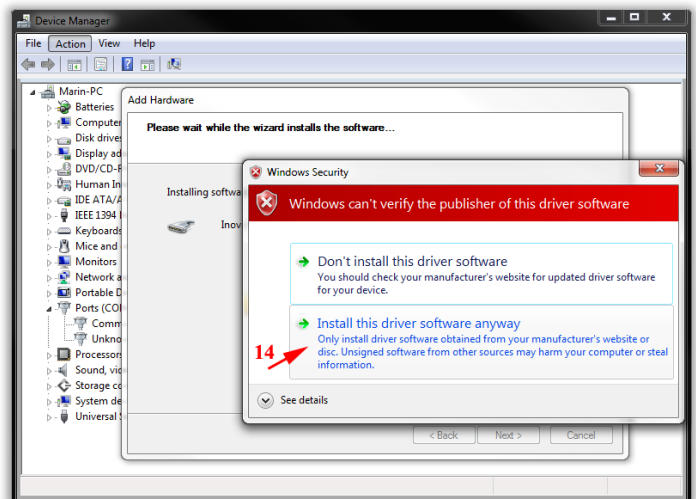 Device Manager
File Action View Help
Marin-PC
Batteries
Computer
Disk drives
Display ad
DVD/CD-R
Human In
IDE ATA/A
IEEE 1394
Keyboards
Mice and
Monitors
Network a
Portable D
Ports (CO
Comm
Unkno
Processors
Sound, vid
Storage co
System de
Universal S
Add Hardware
Please wait while the wizard installs the software...
Installing softwa
Inov
Windows Security
Windows can't verify the publisher of this driver software
Don't install this driver software
You should check your manufacturer's website for updated driver software
for your device.
Install this driver software anyway
Only install driver software obtained from your manufacturer's website or
disc. Unsigned software from other sources may harm your computer or steal
information.
14
See details
< Back Next > Cancel